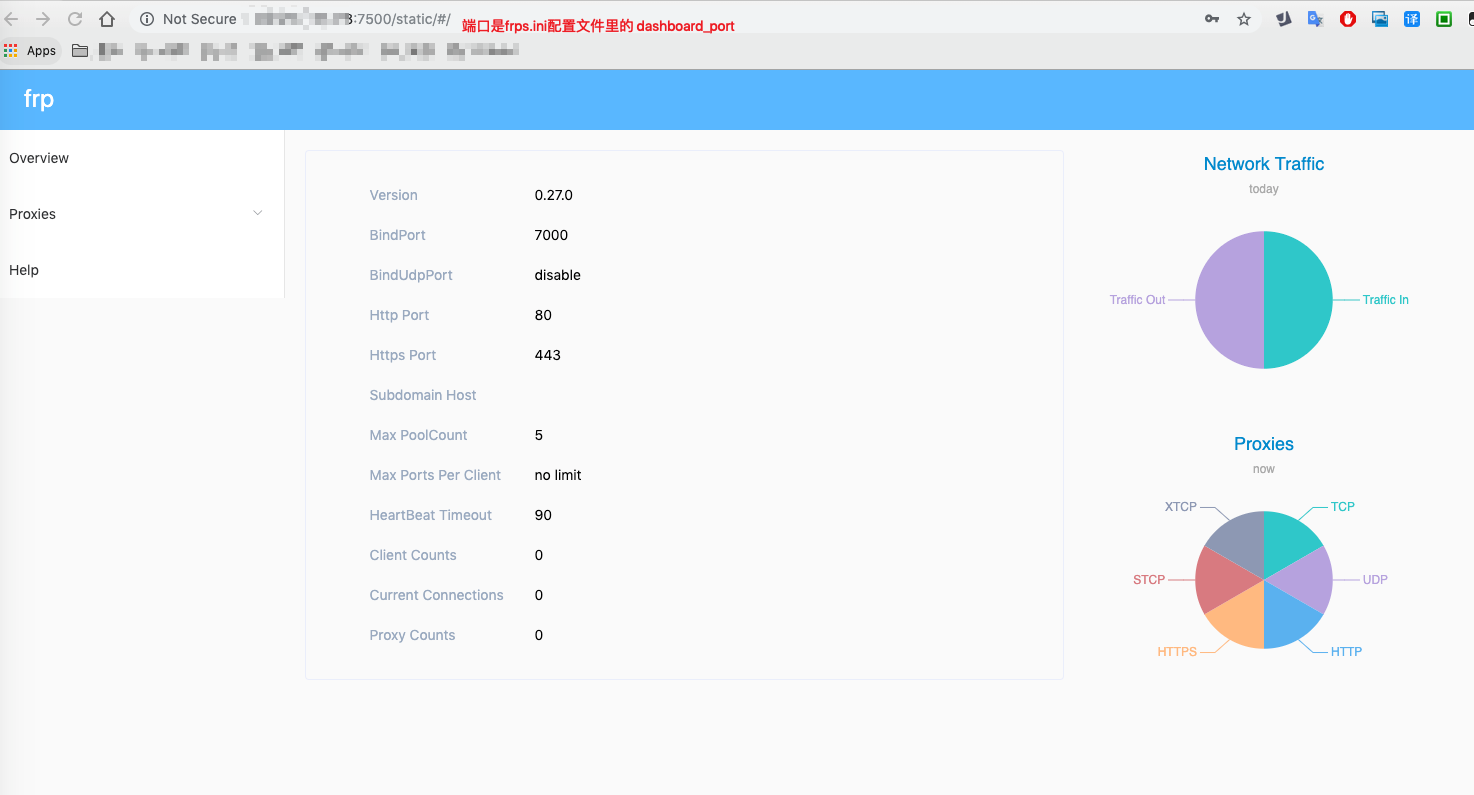 Not Secure
:7500/static/#/
端口是frps.ini配置文件里的 dashboard_port
译
Apps
frp
Overview
Proxies
Help
Version 0.27.0
BindPort 7000
BindUdpPort disable
Http Port 80
Https Port 443
Subdomain Host
Max PoolCount 5
Max Ports Per Client no limit
HeartBeat Timeout 90
Client Counts 0
Current Connections 0
Proxy Counts 0
Network Traffic
today
Traffic Out
Traffic In
Proxies
now
XTCP
TCP
STCP
UDP
HTTPS
HTTP